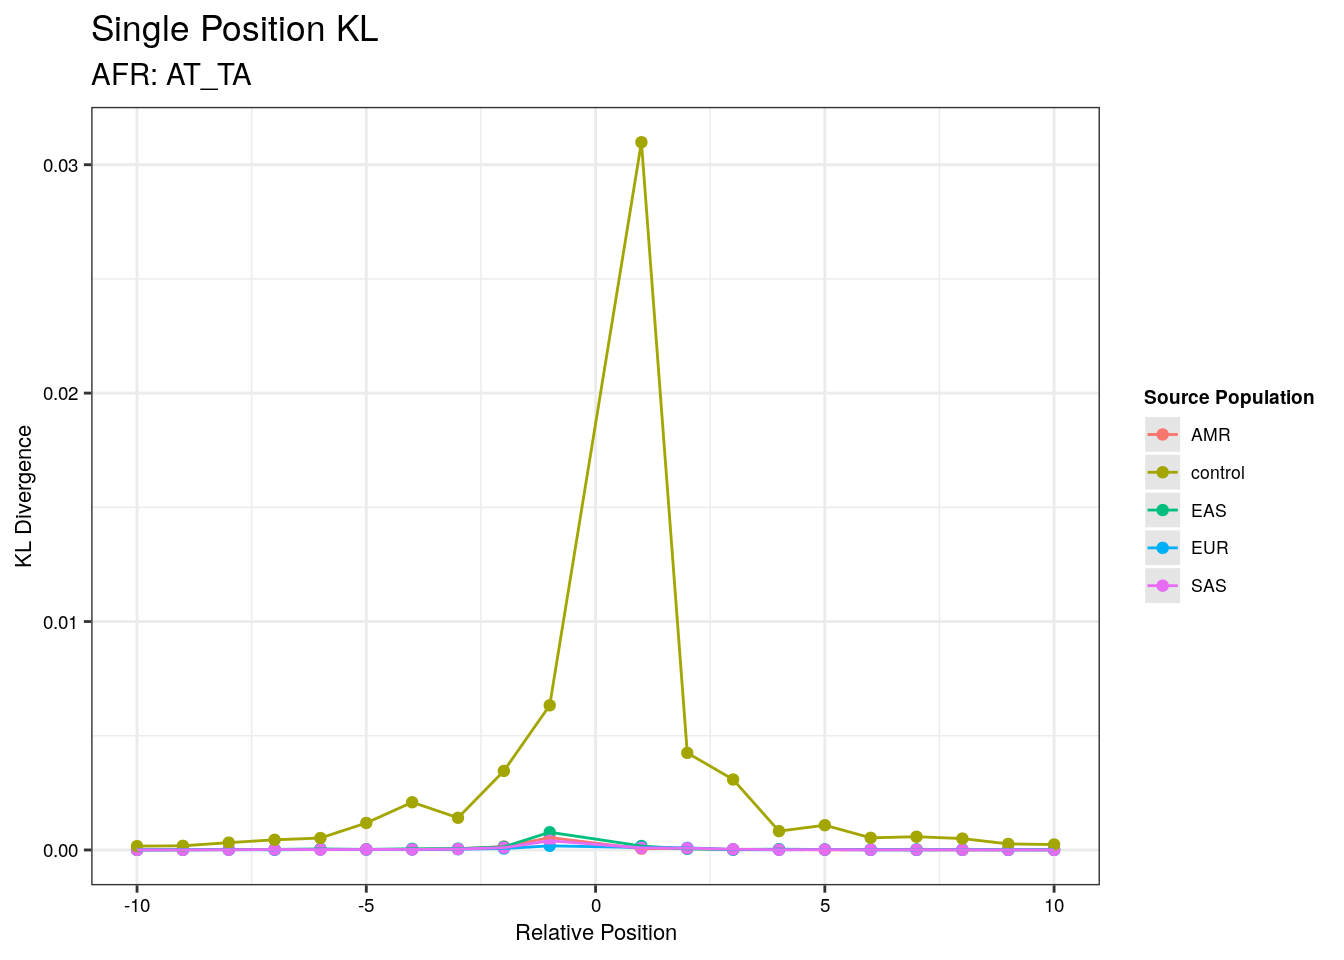 Single Position KL
AFR: AT_TA
KL Divergence
0.03
0.02
0.01
0.00
-10
-5
0
5
10
Relative Position
Source Population
AMR
control
EAS
EUR
SAS